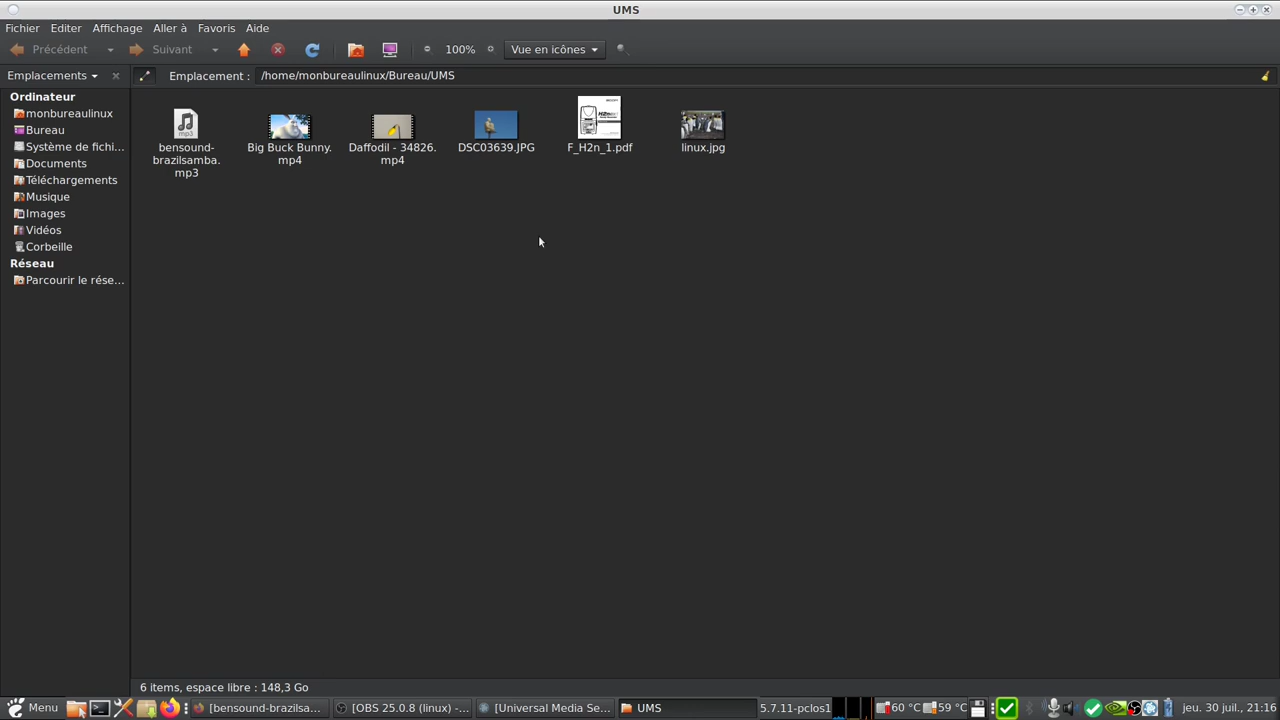 UMS
Fichier Editer Affichage Aller à Favoris Aide
Précédent Suivant 100% Vue en icônes
Emplacements Emplacement : /home/monbureaulinux/Bureau/UMS
Ordinateur
monbureaulinux
Bureau
Système de fichi...
Documents
Téléchargements
Musique
Images
Vidéos
Corbeille
Réseau
Parcourir le rése...
mp3
bensound-
brazilsamba.
mp3
Big Buck Bunny.
mp4
Daffodil - 34826.
mp4
DSC03639.JPG
F_H2n_1.pdf
linux.jpg
6 items, espace libre : 148,3 Go
Menu [bensound-brazilsa... [OBS 25.0.8 (linux) -... [Universal Media Se... UMS 5.7.11-pclos1 60 °C 59 °C jeu. 30 juil., 21:16